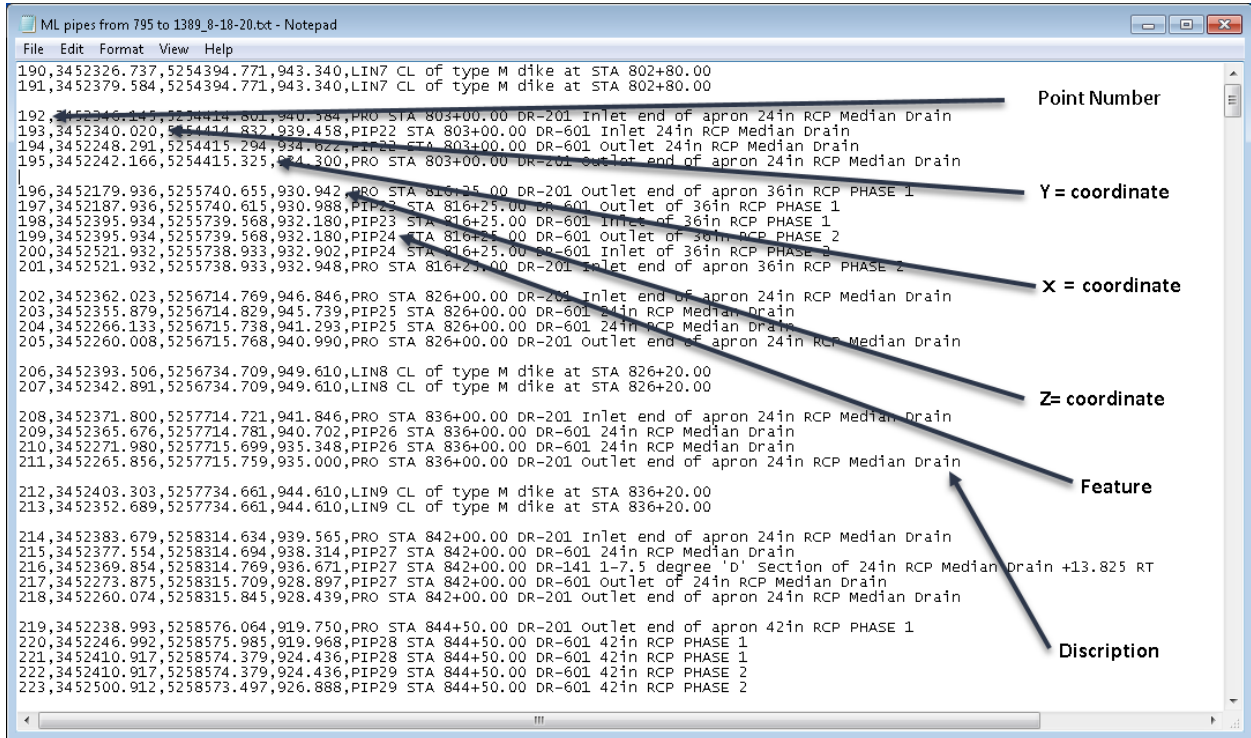 ML pipes from 795 to 1389_8-18-20.txt - Notepad
File Edit Format View Help
190,3452326.737,5254394.771,943.340,LIN7 CL of type M dike at STA 802+80.00
191,3452379.584,5254394.771,943.340,LIN7 CL of type M dike at STA 802+80.00
192,3452346.145,5254414.801,940.584,PRO STA 803+00.00 DR-201 Inlet end of apron 24in RCP Median Drain
Point Number
193,3452340.020,5254414.832,939.458,PIP22 STA 803+00.00 DR-601 Inlet 24in RCP Median Drain
194,3452248.291,5254415.294,934.622,PIP22 STA 803+00.00 DR-601 Outlet 24in RCP Median Drain
195,3452242.166,5254415.325,934.300,PRO STA 803+00.00 DR-201 Outlet end of apron 24in RCP Median Drain
196,3452179.936,5255740.655,930.942,PRO STA 816+25.00 DR-201 Outlet end of apron 36in RCP PHASE 1
Y = coordinate
197,3452187.936,5255740.615,930.988,PIP23 STA 816+25.00 DR-601 Outlet of 36in RCP PHASE 1
198,3452395.934,5255739.568,932.180,PIP23 STA 816+25.00 DR-601 Inlet of 36in RCP PHASE 1
199,3452395.934,5255739.568,932.180,PIP24 STA 816+25.00 DR-601 Outlet of 36in RCP PHASE 2
200,3452521.932,5255738.933,932.902,PIP24 STA 816+25.00 DR-601 Inlet of 36in RCP PHASE 2
201,3452521.932,5255738.933,932.948,PRO STA 816+25.00 DR-201 Inlet end of apron 36in RCP PHASE 2
X = coordinate
202,3452362.023,5256714.769,946.846,PRO STA 826+00.00 DR-201 Inlet end of apron 24in RCP Median Drain
203,3452355.879,5256714.829,945.739,PIP25 STA 826+00.00 DR-601 24in RCP Median Drain
204,3452266.133,5256715.738,941.293,PIP25 STA 826+00.00 DR-601 24in RCP Median Drain
205,3452260.008,5256715.768,940.990,PRO STA 826+00.00 DR-201 Outlet end of apron 24in RCP Median Drain
206,3452393.506,5256734.709,949.610,LIN8 CL of type M dike at STA 826+20.00
207,3452342.891,5256734.709,949.610,LIN8 CL of type M dike at STA 826+20.00
Z= coordinate
208,3452371.800,5257714.721,941.846,PRO STA 836+00.00 DR-201 Inlet end of apron 24in RCP Median Drain
209,3452365.676,5257714.781,940.702,PIP26 STA 836+00.00 DR-601 24in RCP Median Drain
210,3452271.980,5257715.699,935.348,PIP26 STA 836+00.00 DR-601 24in RCP Median Drain
211,3452265.856,5257715.759,935.000,PRO STA 836+00.00 DR-201 Outlet end of apron 24in RCP Median Drain
Feature
212,3452403.303,5257734.661,944.610,LIN9 CL of type M dike at STA 836+20.00
213,3452352.689,5257734.661,944.610,LIN9 CL of type M dike at STA 836+20.00
214,3452383.679,5258314.634,939.565,PRO STA 842+00.00 DR-201 Inlet end of apron 24in RCP Median Drain
215,3452377.554,5258314.694,938.314,PIP27 STA 842+00.00 DR-601 24in RCP Median Drain
216,3452369.854,5258314.769,936.671,PIP27 STA 842+00.00 DR-141 1-7.5 degree 'D' Section of 24in RCP Median Drain +13.825 RT
217,3452273.875,5258315.709,928.897,PIP27 STA 842+00.00 DR-601 Outlet of 24in RCP Median Drain
218,3452260.074,5258315.845,928.439,PRO STA 842+00.00 DR-201 Outlet end of apron 24in RCP Median Drain
219,3452238.993,5258576.064,919.750,PRO STA 844+50.00 DR-201 Outlet end of apron 42in RCP PHASE 1
220,3452246.992,5258575.985,919.968,PIP28 STA 844+50.00 DR-601 42in RCP PHASE 1
221,3452410.917,5258574.379,924.436,PIP28 STA 844+50.00 DR-601 42in RCP PHASE 1
Discription
222,3452410.917,5258574.379,924.436,PIP29 STA 844+50.00 DR-601 42in RCP PHASE 2
223,3452500.912,5258573.497,926.888,PIP29 STA 844+50.00 DR-601 42in RCP PHASE 2